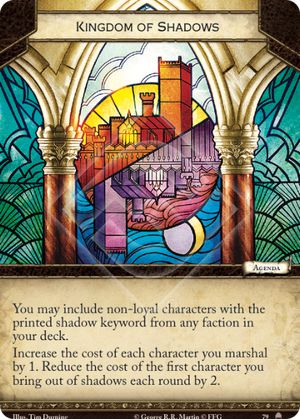 Kingdom of Shadows
Agenda
You may include non-loyal characters with the
printed shadow keyword from any faction in
your deck.
Increase the cost of each character you marshal
by 1. Reduce the cost of the first character you
bring out of shadows each round by 2.
Illus. Tim Durning © George R.R. Martin © FFG 79